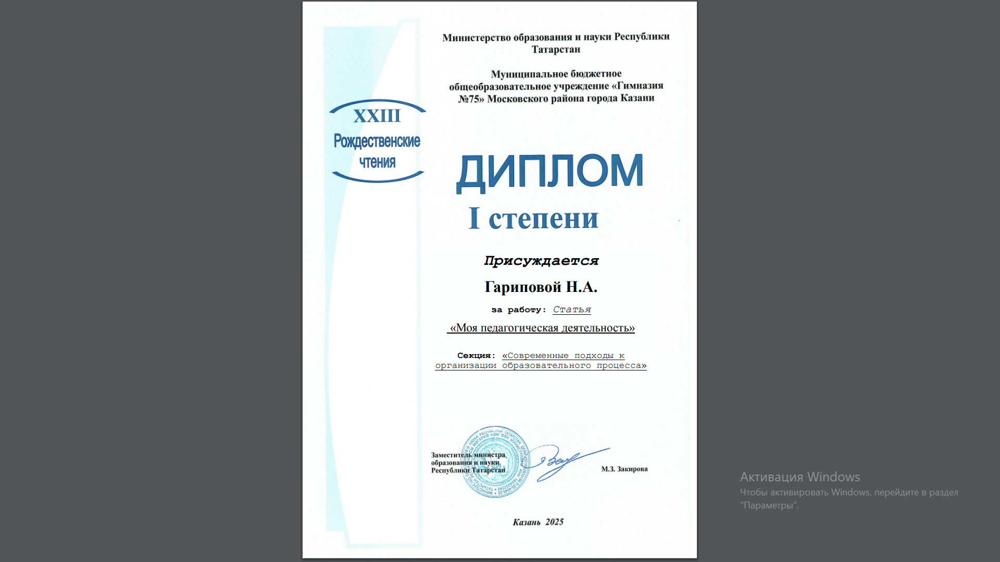 Министерство образования и науки Республики
Татарстан
Муниципальное бюджетное
общеобразовательное учреждение «Гимназия
№75» Московского района города Казани
XXIII
Рождественские
чтения
ДИПЛОМ
I степени
Присуждается
Гариповой Н.А.
за работу: Статья
«Моя педагогическая деятельность»
Секция: «Современные подходы к
организации образовательного процесса»
Заместитель министра
образования и науки
Республики Татарстан
М.З. Закирова
Казань 2025
Активация Windows
Чтобы активировать Windows, перейдите в раздел
"Параметры".